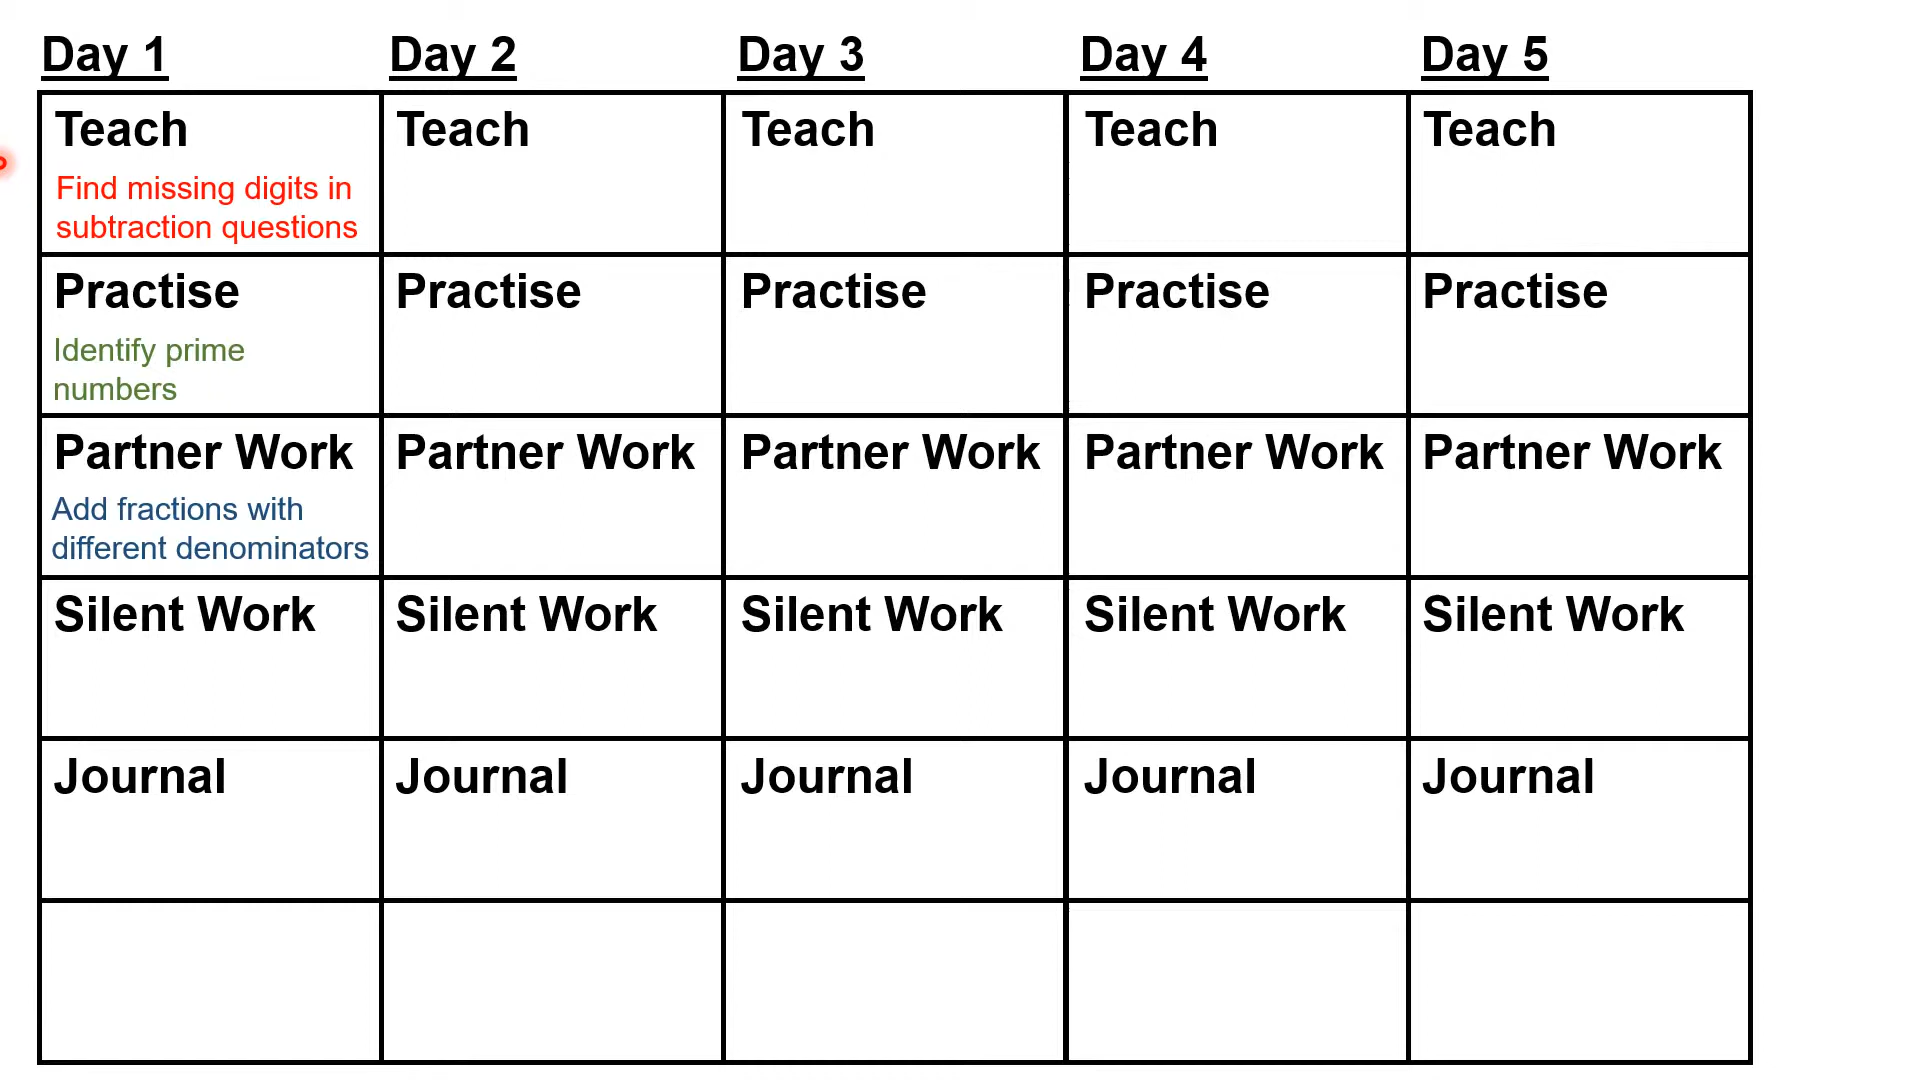 Day 1 Day 2 Day 3 Day 4 Day 5
Teach Teach Teach Teach Teach
Find missing digits in
subtraction questions
Practise Practise Practise Practise Practise
Identify prime
numbers
Partner Work Partner Work Partner Work Partner Work Partner Work
Add fractions with
different denominators
Silent Work Silent Work Silent Work Silent Work Silent Work
Journal Journal Journal Journal Journal